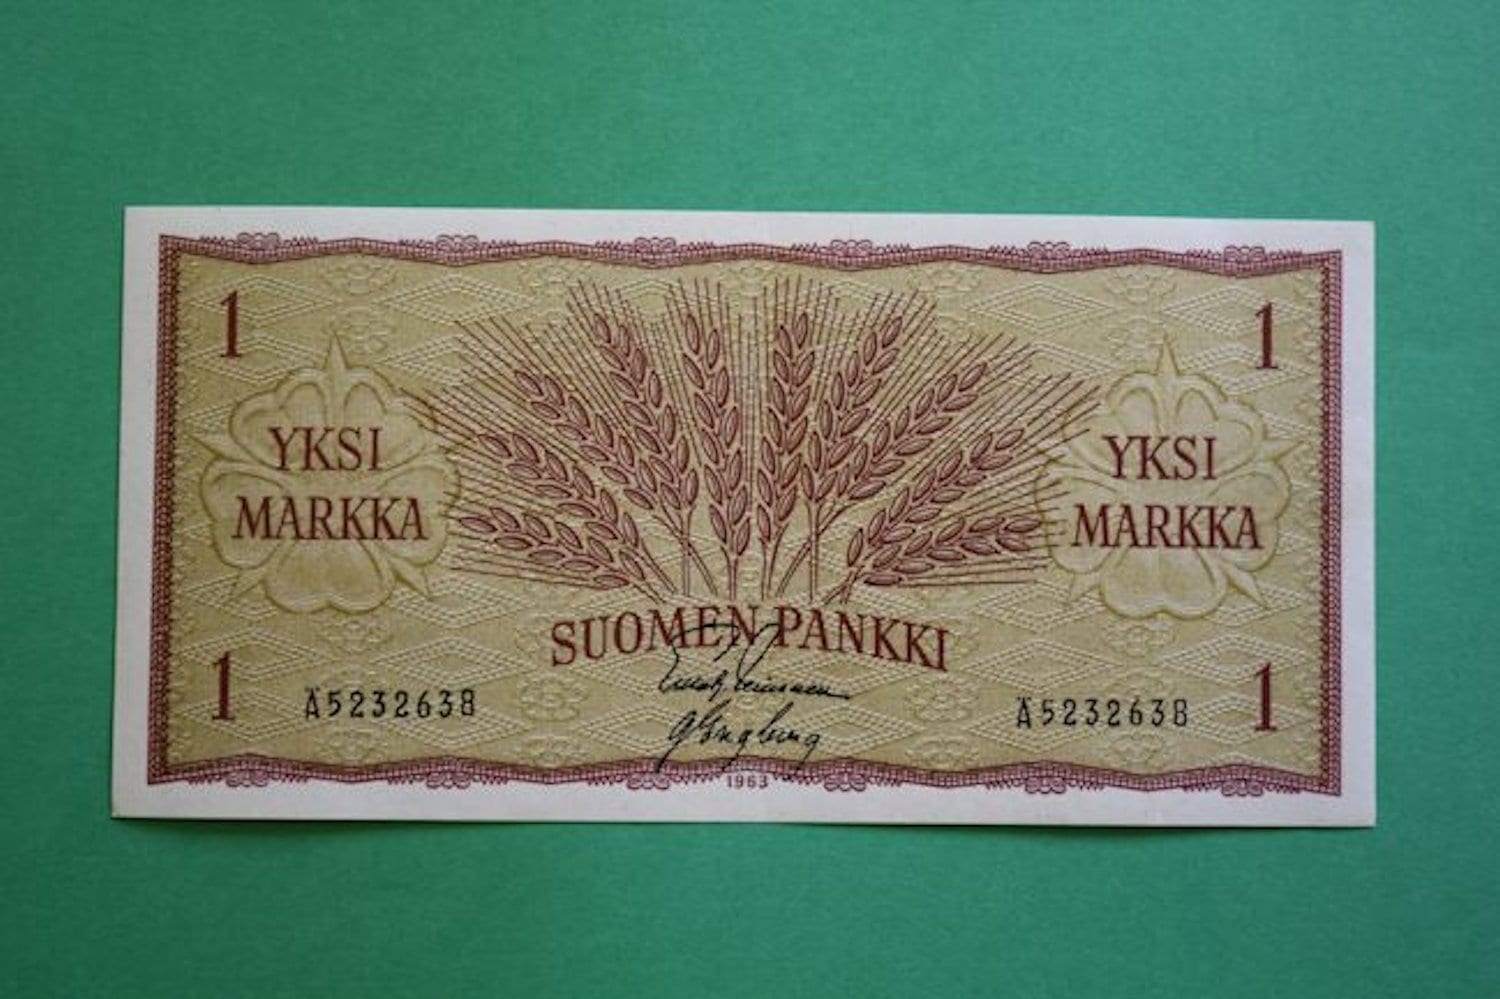 1
1
YKSI
MARKKA
YKSI
MARKKA
SUOMEN PANKKI
1
Ä5232638
Ä5232638
1
1963